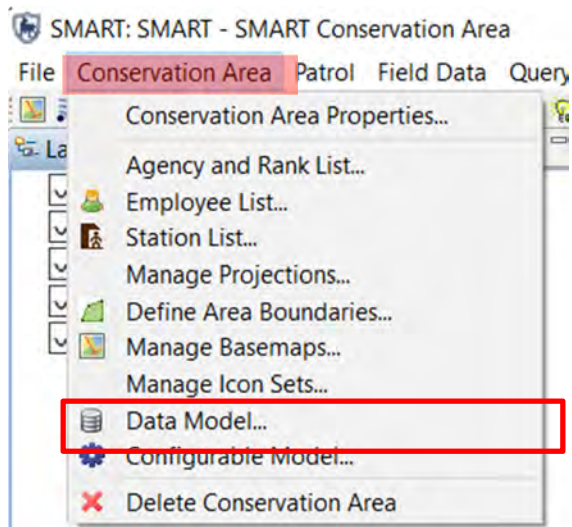 SMART: SMART - SMART Conservation Area
File Conservation Area Patrol Field Data Query
La
Conservation Area Properties...
Agency and Rank List...
Employee List...
Station List...
Manage Projections...
Define Area Boundaries...
Manage Basemaps...
Manage Icon Sets...
Data Model...
Configurable Model...
Delete Conservation Area